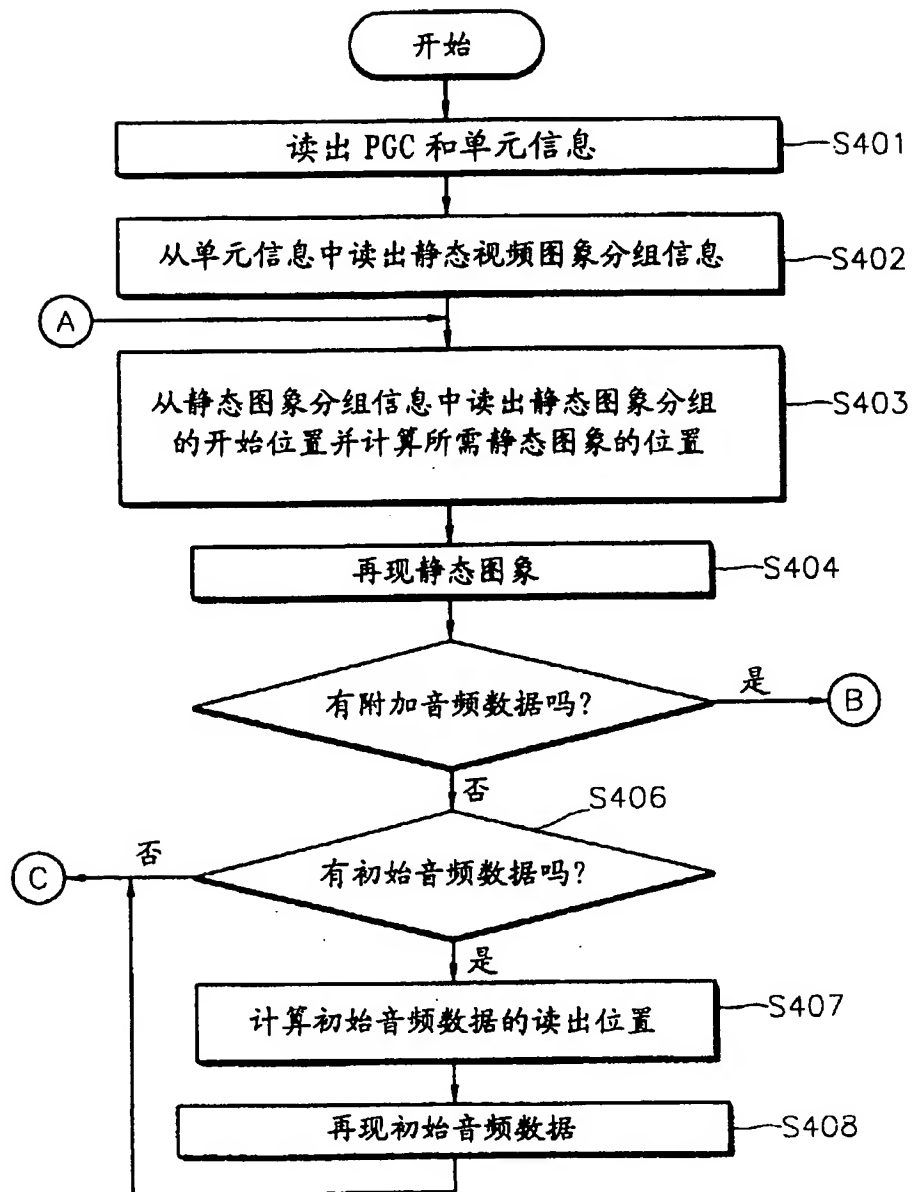 开始
读出 PGC 和单元信息
S401
从单元信息中读出静态视频图象分组信息
S402
A
从静态图象分组信息中读出静态图象分组
的开始位置并计算所需静态图象的位置
S403
再现静态图象
S404
有附加音频数据吗?
是
B
否
S406
有初始音频数据吗?
否
C
是
计算初始音频数据的读出位置
S407
再现初始音频数据
S408